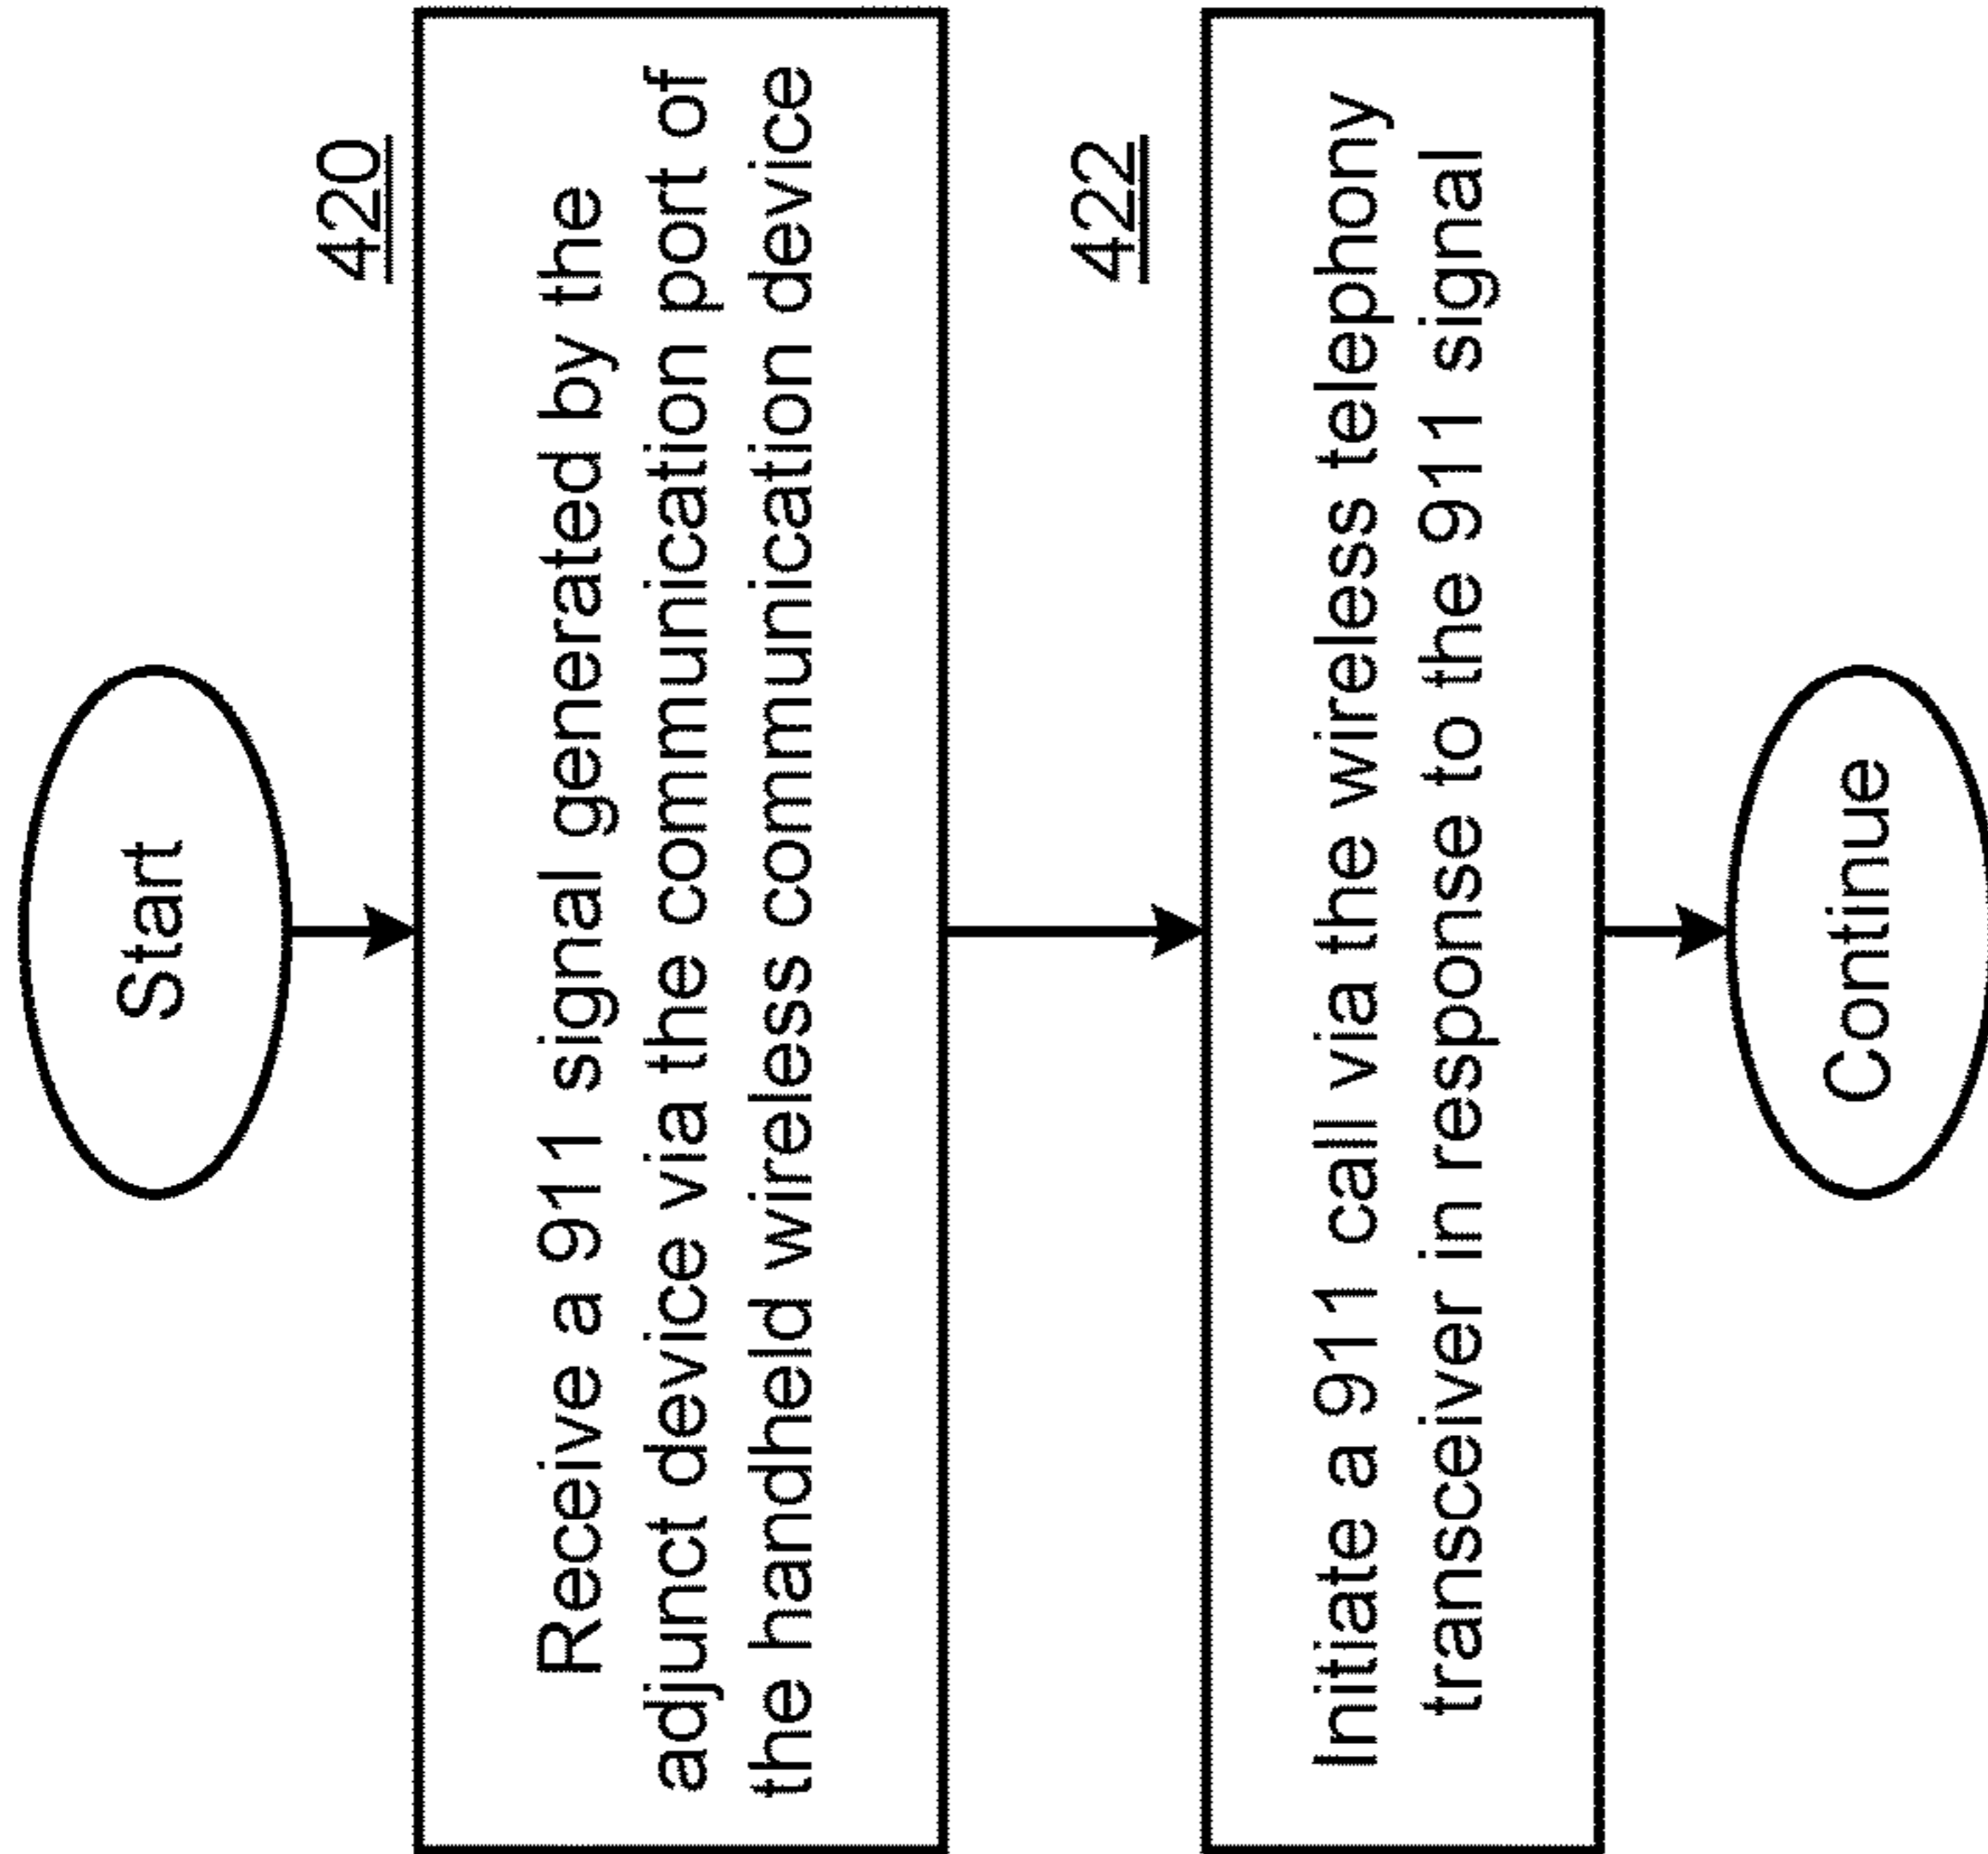 Start
420
Receive a 911 signal generated by the
adjunct device via the communication port of
the handheld wireless communication device
422
Initiate a 911 call via the wireless telephony
transceiver in response to the 911 signal
Continue